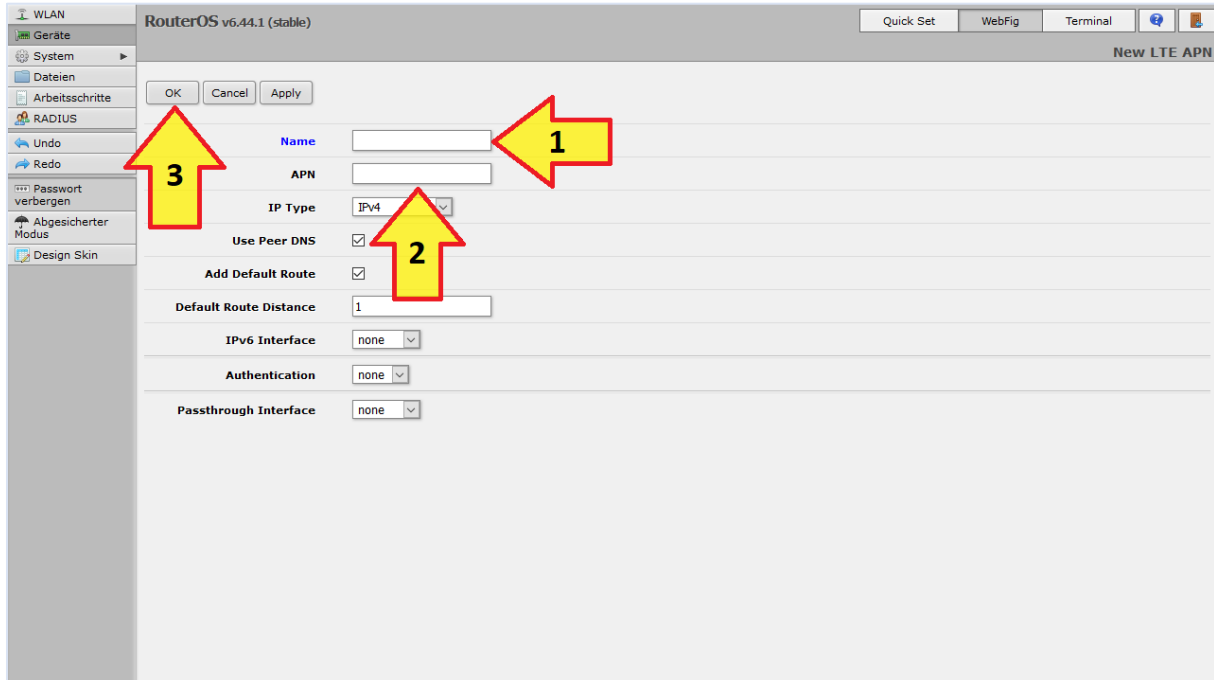 WLAN
Geräte
System
Dateien
Arbeitsschritte
RADIUS
Undo
Redo
Passwort
verbergen
Abgesicherter
Modus
Design Skin
RouterOS v6.44.1 (stable)
Quick Set WebFig Terminal
New LTE APN
OK Cancel Apply
Name
1
APN
3
IP Type IPv4
Use Peer DNS
2
Add Default Route
Default Route Distance 1
IPv6 Interface none
Authentication none
Passthrough Interface none